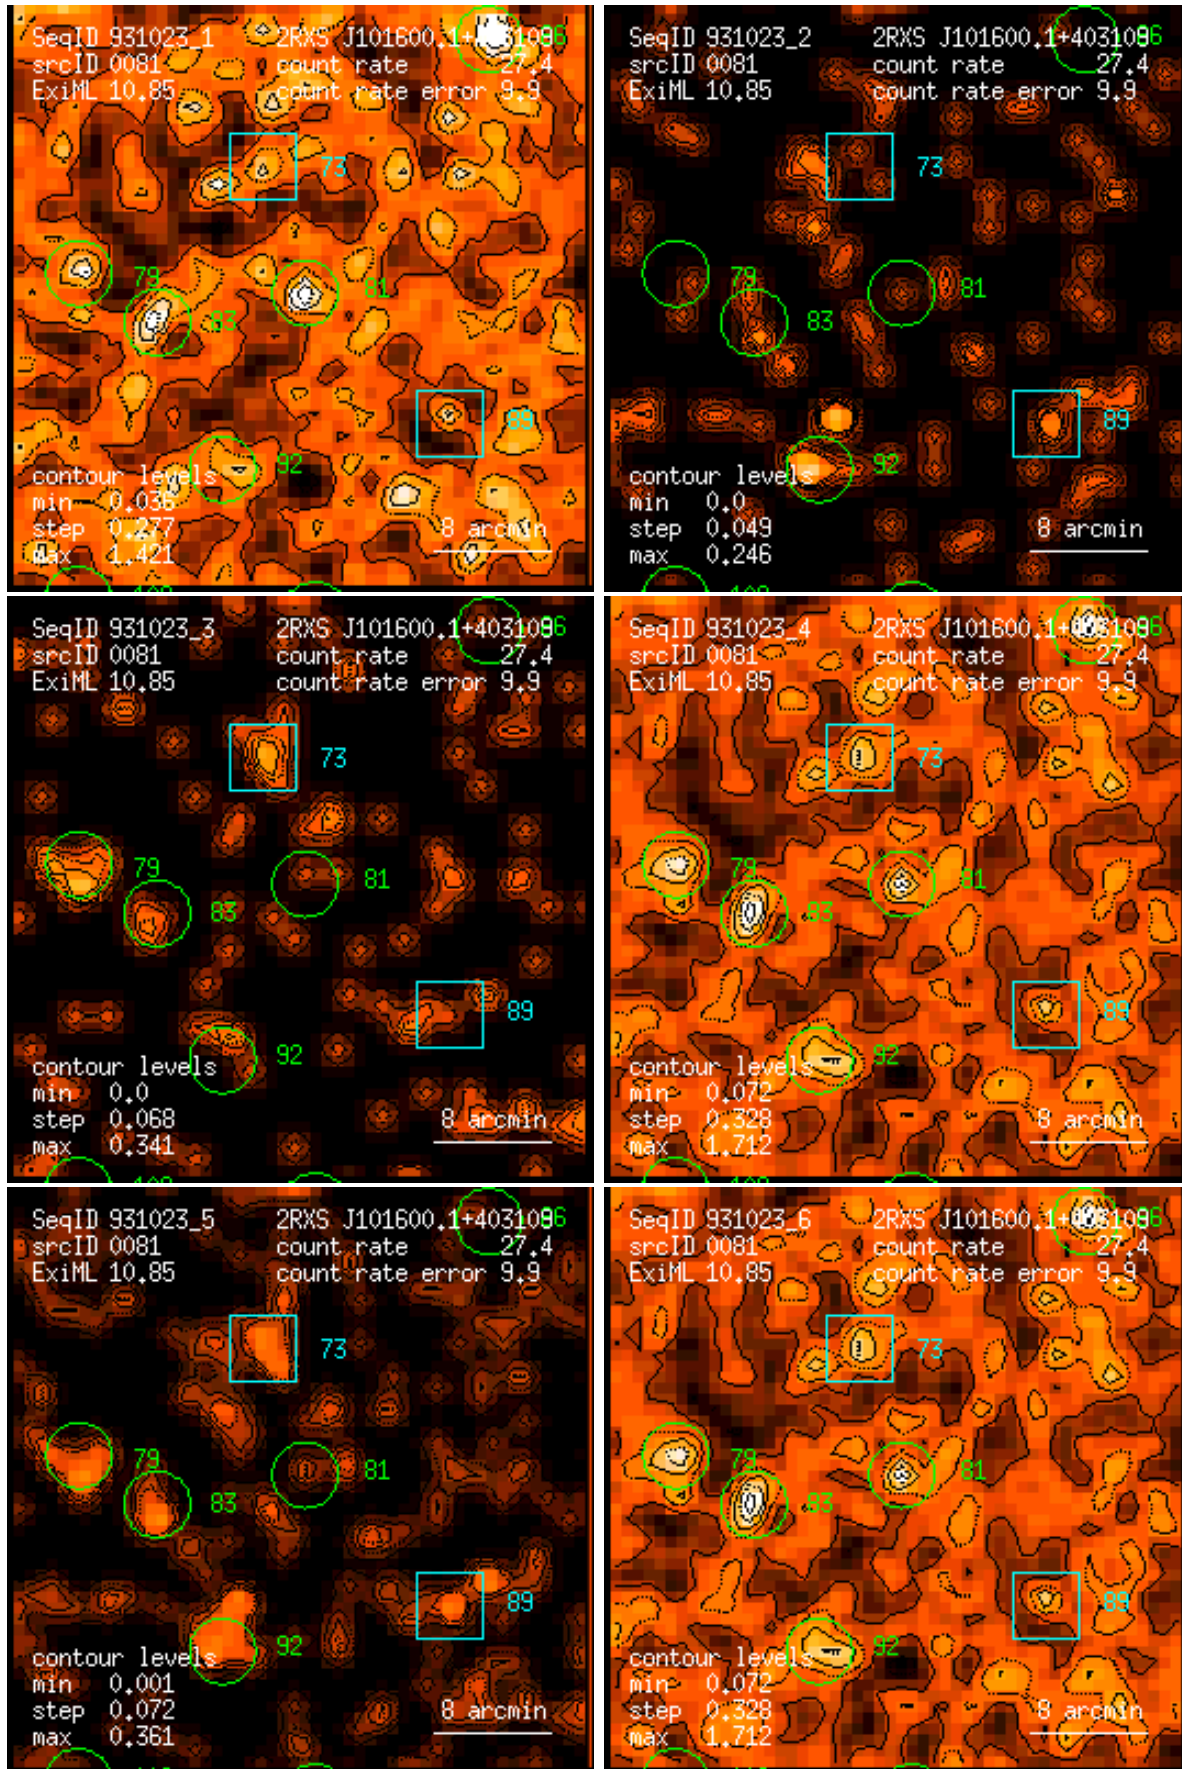 SeqID 931023_1 2RXS J101600.1+403109 86
srcID 0081 count rate 27.4
ExiML 10.85 count rate error 9.9
73
79
81
83
89
92
contour levels
min 0.036
step 0.277
max 1.421
8 arcmin
SeqID 931023_2 2RXS J101600.1+403109 86
srcID 0081 count rate 27.4
ExiML 10.85 count rate error 9.9
73
79
81
83
89
92
contour levels
min 0.0
step 0.049
max 0.246
8 arcmin
SeqID 931023_3 2RXS J101600.1+403109 86
srcID 0081 count rate 27.4
ExiML 10.85 count rate error 9.9
73
79
81
83
89
92
contour levels
min 0.0
step 0.068
max 0.341
8 arcmin
SeqID 931023_4 2RXS J101600.1+403109 86
srcID 0081 count rate 27.4
ExiML 10.85 count rate error 9.9
73
79
81
83
89
92
contour levels
min 0.072
step 0.328
max 1.712
8 arcmin
SeqID 931023_5 2RXS J101600.1+403109 86
srcID 0081 count rate 27.4
ExiML 10.85 count rate error 9.9
73
79
81
83
89
92
contour levels
min 0.001
step 0.072
max 0.361
8 arcmin
SeqID 931023_6 2RXS J101600.1+403109 86
srcID 0081 count rate 27.4
ExiML 10.85 count rate error 9.9
73
79
81
83
89
92
contour levels
min 0.072
step 0.328
max 1.712
8 arcmin